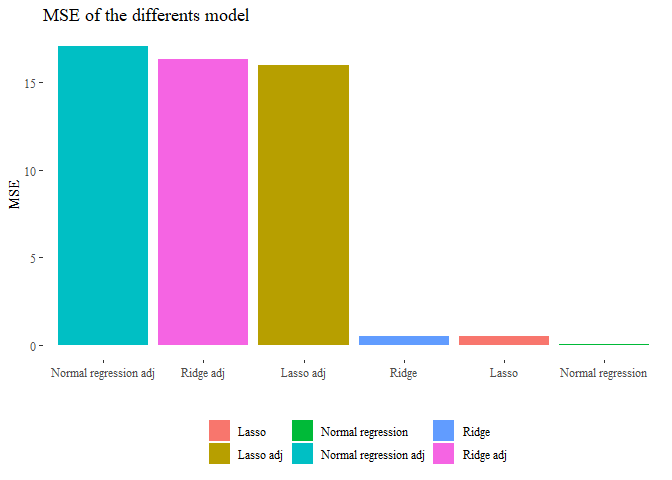 MSE of the differents model
MSE
15
10
5
0
Normal regression adj
Ridge adj
Lasso adj
Ridge
Lasso
Normal regression
Lasso
Normal regression
Ridge
Lasso adj
Normal regression adj
Ridge adj